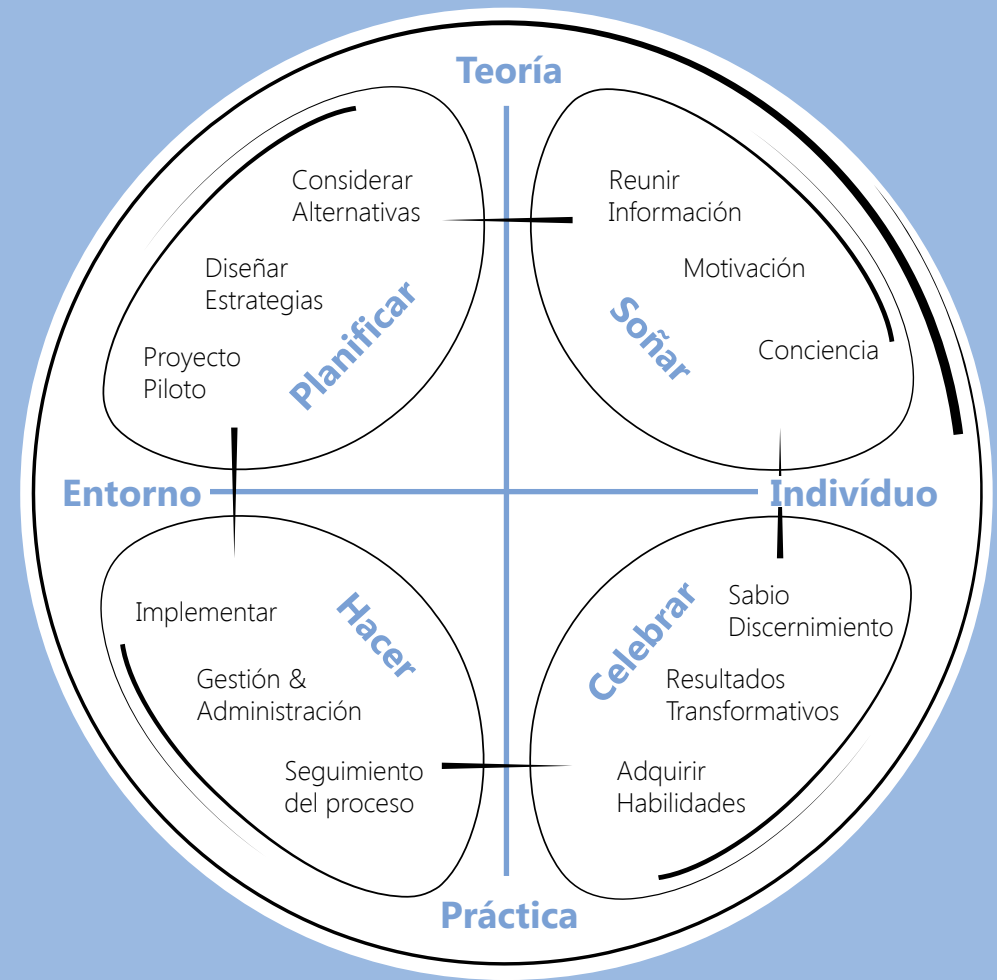 Teoría
Considerar
Alternativas
Diseñar
Estrategias
Proyecto
Piloto
Planificar
Reunir
Información
Motivación
Conciencia
Soñar
Entorno
Indivíduo
Implementar
Gestión &
Administración
Seguimiento
del proceso
Hacer
Celebrar
Sabio
Discernimiento
Resultados
Transformativos
Adquirir
Habilidades
Práctica